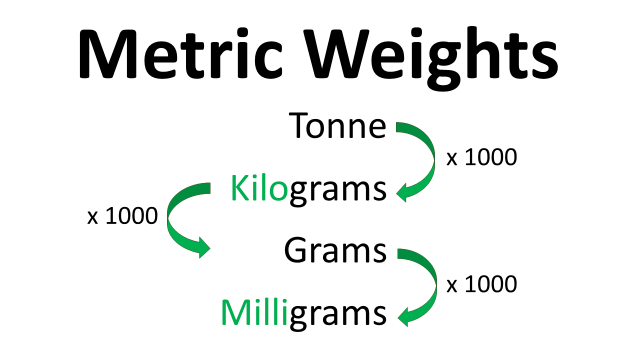 Metric Weights
Tonne
x 1000
Kilograms
x 1000
Grams
x 1000
Milligrams